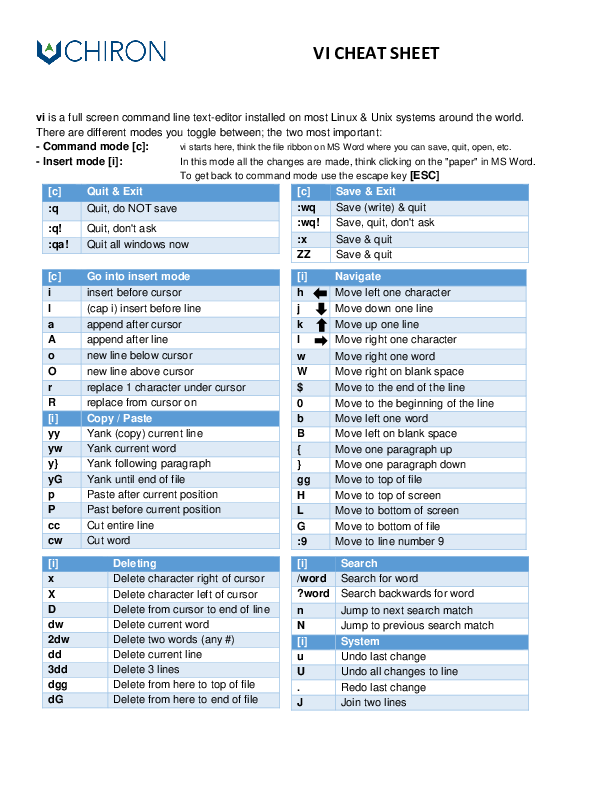 CHIRON
VI CHEAT SHEET
vi is a full screen command line text-editor installed on most Linux & Unix systems around the world.
There are different modes you toggle between; the two most important:
- Command mode [c]: vi starts here, think the file ribbon on MS Word where you can save, quit, open, etc.
- Insert mode [i]: In this mode all the changes are made, think clicking on the "paper" in MS Word.
To get back to command mode use the escape key [ESC]
[c] Quit & Exit
:q Quit, do NOT save
:q! Quit, don't ask
:qa! Quit all windows now
[c] Save & Exit
:wq Save (write) & quit
:wq! Save, quit, don't ask
:x Save & quit
ZZ Save & quit
[c] Go into insert mode
i insert before cursor
I (cap i) insert before line
a append after cursor
A append after line
o new line below cursor
O new line above cursor
r replace 1 character under cursor
R replace from cursor on
[i] Copy / Paste
yy Yank (copy) current line
yw Yank current word
y} Yank following paragraph
yG Yank until end of file
p Paste after current position
P Past before current position
cc Cut entire line
cw Cut word
[i] Navigate
h Move left one character
j Move down one line
k Move up one line
l Move right one character
w Move right one word
W Move right on blank space
$ Move to the end of the line
0 Move to the beginning of the line
b Move left one word
B Move left on blank space
{ Move one paragraph up
} Move one paragraph down
gg Move to top of file
H Move to top of screen
L Move to bottom of screen
G Move to bottom of file
:9 Move to line number 9
[i] Deleting
x Delete character right of cursor
X Delete character left of cursor
D Delete from cursor to end of line
dw Delete current word
2dw Delete two words (any #)
dd Delete current line
3dd Delete 3 lines
dgg Delete from here to top of file
dG Delete from here to end of file
[i] Search
/word Search for word
?word Search backwards for word
n Jump to next search match
N Jump to previous search match
[i] System
u Undo last change
U Undo all changes to line
. Redo last change
J Join two lines